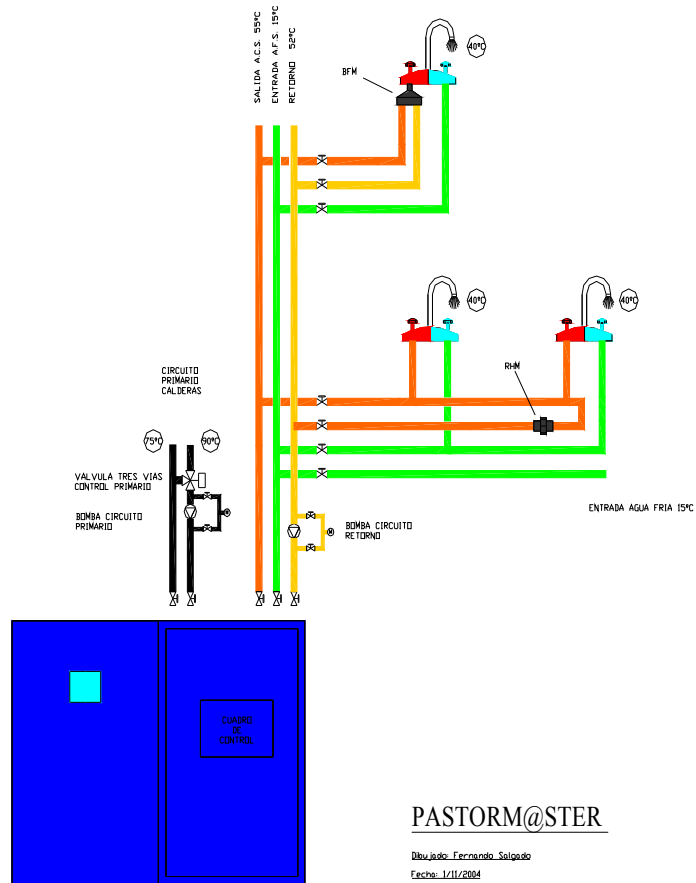 SALIDA A.C.S. 55ºC
ENTRADA A.F.S. 15ºC
RETORNO 52ºC
40ºC
BFM
40ºC
40ºC
RHM
CIRCUITO
PRIMARIO
CALDERAS
75ºC
90ºC
VALVULA TRES VIAS
CONTROL PRIMARIO
BOMBA CIRCUITO
PRIMARIO
M
BOMBA CIRCUITO
RETORNO
M
ENTRADA AGUA FRIA 15ºC
CUADRO
DE
CONTROL
PASTORM@STER
Dibujado: Fernando Salgado
Fecha: 1/11/2004